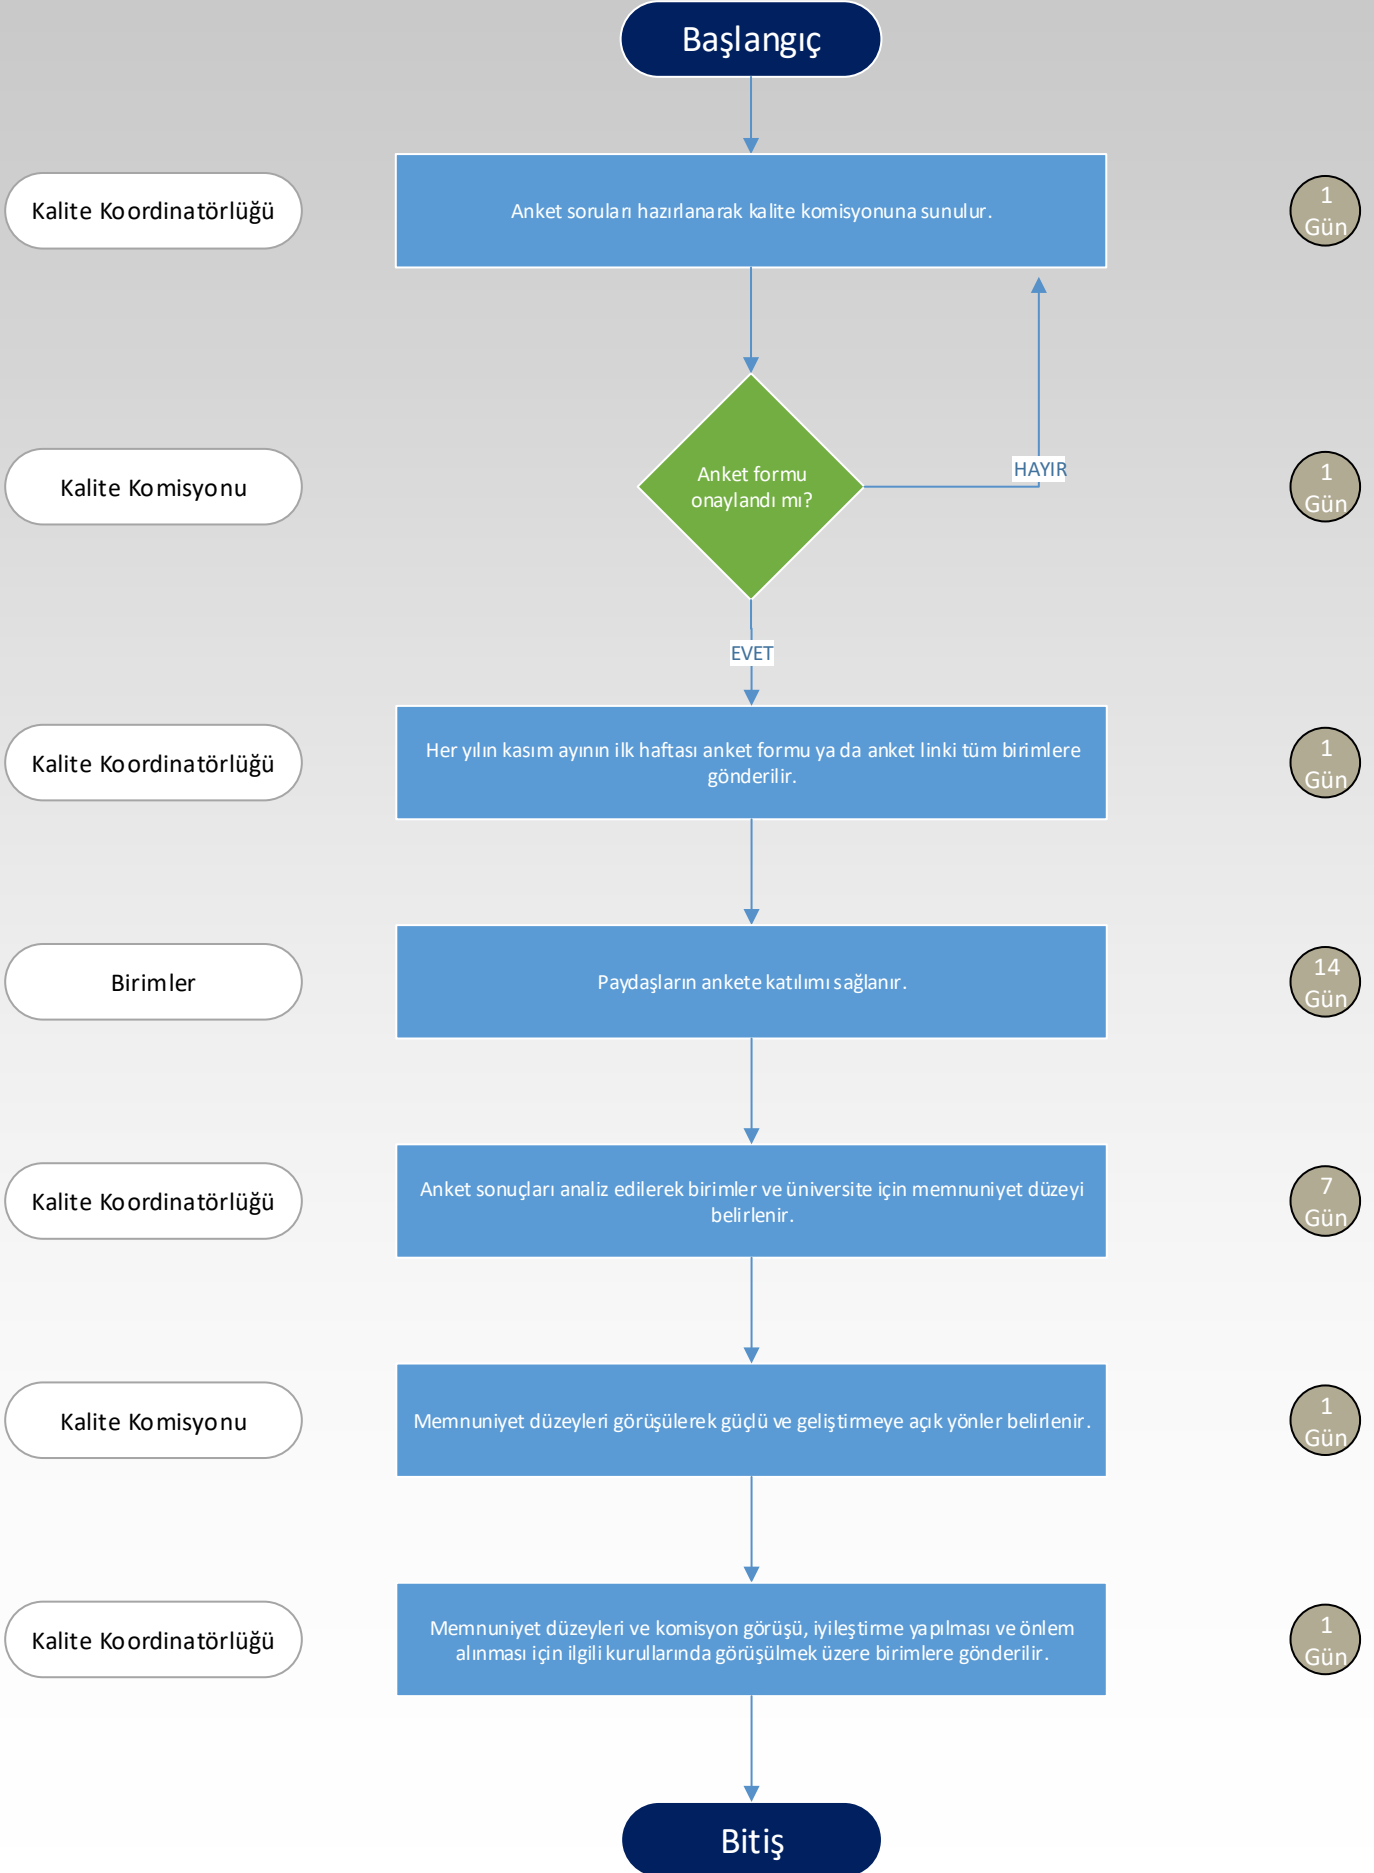 Başlangıç
Kalite Koordinatörlüğü
Anket soruları hazırlanarak kalite komisyonuna sunulur.
1
Gün
Kalite Komisyonu
Anket formu
onaylandı mı?
HAYIR
1
Gün
EVET
Kalite Koordinatörlüğü
Her yılın kasım ayının ilk haftası anket formu ya da anket linki tüm birimlere
gönderilir.
1
Gün
Birimler
Paydaşların ankete katılımı sağlanır.
14
Gün
Kalite Koordinatörlüğü
Anket sonuçları analiz edilerek birimler ve üniversite için memnuniyet düzeyi
belirlenir.
7
Gün
Kalite Komisyonu
Memnuniyet düzeyleri görüşülerek güçlü ve geliştirmeye açık yönler belirlenir.
1
Gün
Kalite Koordinatörlüğü
Memnuniyet düzeyleri ve komisyon görüşü, iyileştirme yapılması ve önlem
alınması için ilgili kurullarında görüşülmek üzere birimlere gönderilir.
1
Gün
Bitiş